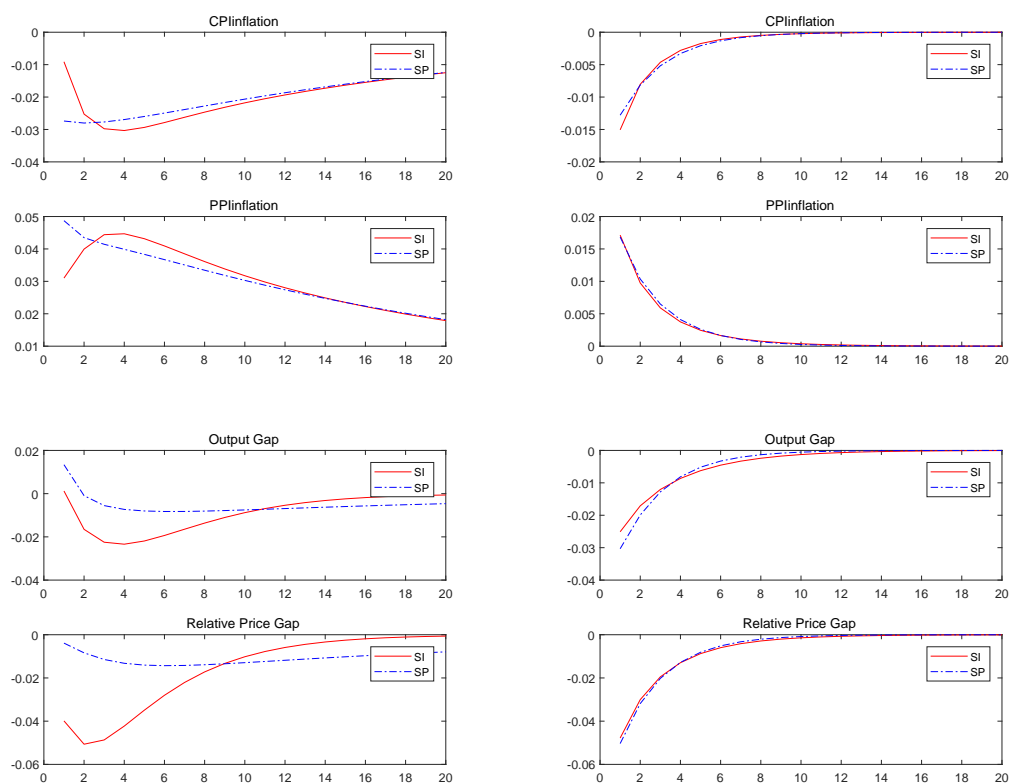 CPIinflation
0
-0.01
-0.02
-0.03
-0.04
SI
SP
0 2 4 6 8 10 12 14 16 18 20
CPIinflation
0
-0.005
-0.01
-0.015
-0.02
SI
SP
0 2 4 6 8 10 12 14 16 18 20
PPIinflation
0.05
0.04
0.03
0.02
0.01
SI
SP
0 2 4 6 8 10 12 14 16 18 20
PPIinflation
0.02
0.015
0.01
0.005
0
SI
SP
0 2 4 6 8 10 12 14 16 18 20
Output Gap
0.02
0
-0.02
-0.04
SI
SP
0 2 4 6 8 10 12 14 16 18 20
Output Gap
0
-0.01
-0.02
-0.03
-0.04
SI
SP
0 2 4 6 8 10 12 14 16 18 20
Relative Price Gap
0
-0.02
-0.04
-0.06
SI
SP
0 2 4 6 8 10 12 14 16 18 20
Relative Price Gap
0
-0.02
-0.04
-0.06
SI
SP
0 2 4 6 8 10 12 14 16 18 20